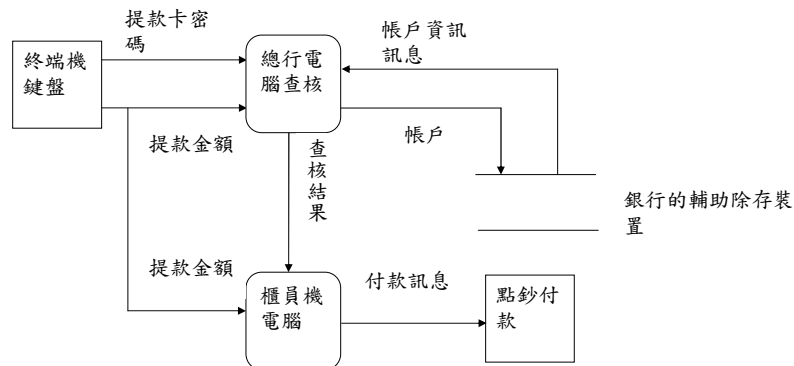 提款卡密
碼
帳戶資訊
訊息
終端機
鍵盤
總行電
腦查核
提款金額
查核結果
帳戶
銀行的輔助除存裝
置
提款金額
櫃員機
電腦
付款訊息
點鈔付
款